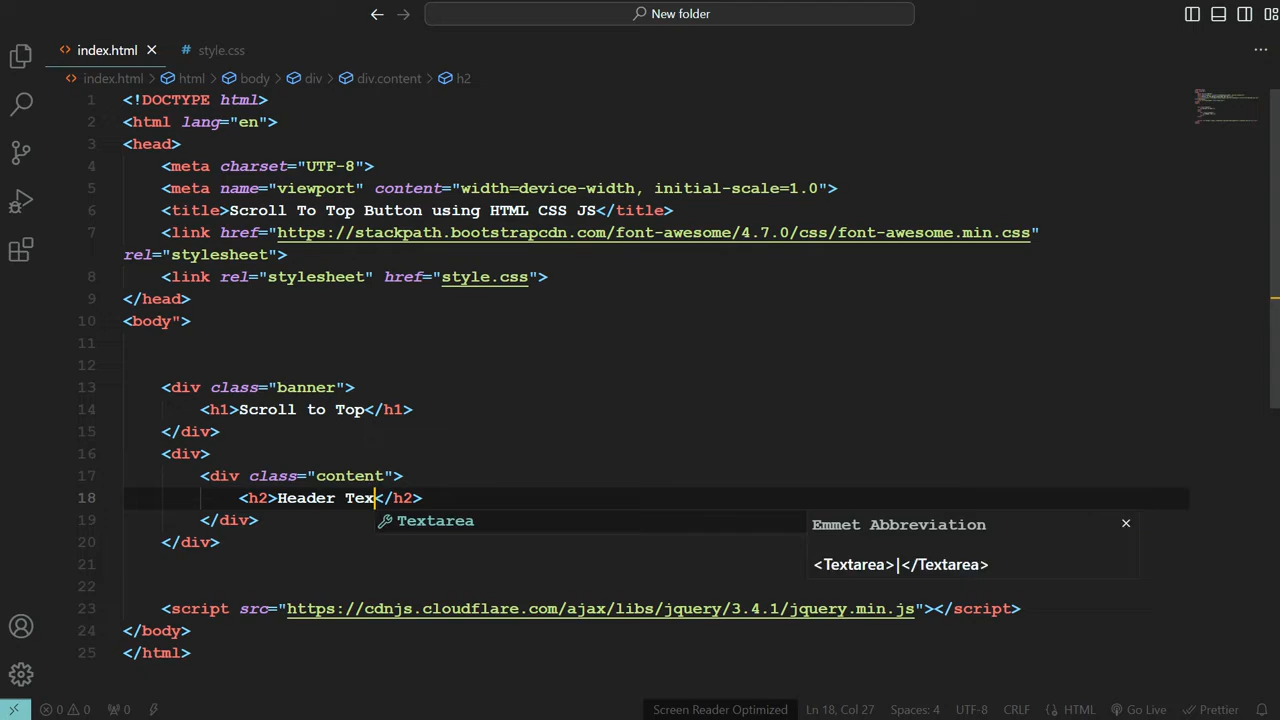 New folder
index.html
# style.css
index.html > html > body > div > div.content > h2
1 <!DOCTYPE html>
2 <html lang="en">
3 <head>
4 <meta charset="UTF-8">
5 <meta name="viewport" content="width=device-width, initial-scale=1.0">
6 <title>Scroll To Top Button using HTML CSS JS</title>
7 <link href="https://stackpath.bootstrapcdn.com/font-awesome/4.7.0/css/font-awesome.min.css"
rel="stylesheet">
8 <link rel="stylesheet" href="style.css">
9 </head>
10 <body">
11
12
13 <div class="banner">
14 <h1>Scroll to Top</h1>
15 </div>
16 <div>
17 <div class="content">
18 <h2>Header Tex</h2>
19 </div>
Textarea
Emmet Abbreviation
<Textarea>|</Textarea>
20 </div>
21
22
23 <script src="https://cdnjs.cloudflare.com/ajax/libs/jquery/3.4.1/jquery.min.js"></script>
24 </body>
25 </html>
0 0 0 Screen Reader Optimized Ln 18, Col 27 Spaces: 4 UTF-8 CRLF HTML Go Live Prettier